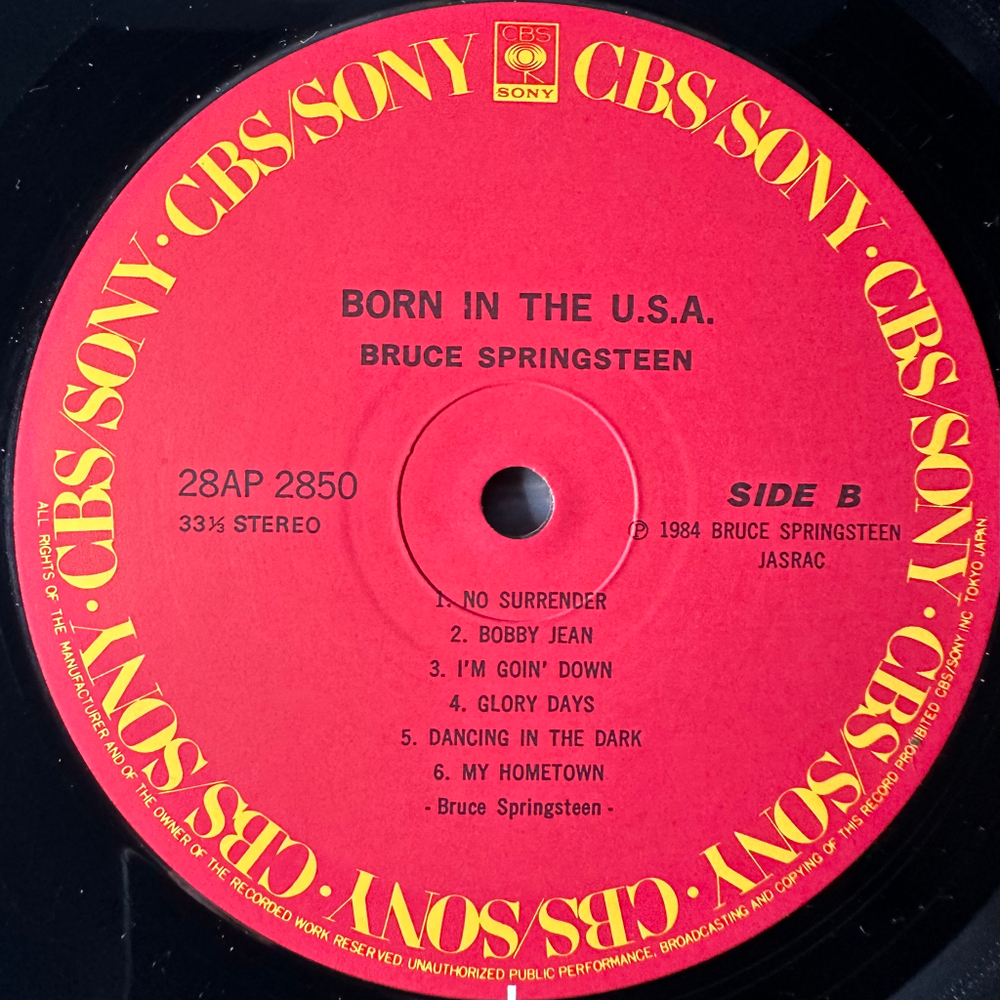 CBS
SONY
CBS/SONY · CBS/SONY · CBS/SONY · CBS/SONY · CBS/SONY · CBS/SONY · CBS/SONY · CBS/SONY · CBS/SONY
BORN IN THE U.S.A.
BRUCE SPRINGSTEEN
28AP 2850
33⅓ STEREO
SIDE B
℗ 1984 BRUCE SPRINGSTEEN
JASRAC
1. NO SURRENDER
2. BOBBY JEAN
3. I'M GOIN' DOWN
4. GLORY DAYS
5. DANCING IN THE DARK
6. MY HOMETOWN
- Bruce Springsteen -
ALL RIGHTS OF THE MANUFACTURER AND OF THE OWNER OF THE RECORDED WORK RESERVED. UNAUTHORIZED PUBLIC PERFORMANCE, BROADCASTING AND COPYING OF THIS RECORD PROHIBITED CBS/SONY INC. TOKYO JAPAN